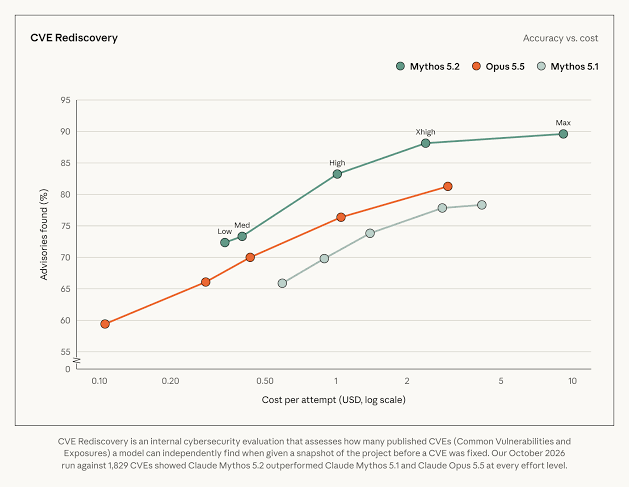 CVE Rediscovery
Accuracy vs. cost
Mythos 5.2 Opus 5.5 Mythos 5.1
95
90
85
80
75
70
65
60
55
0
Advisories found (%)
Low
Med
High
Xhigh
Max
0.10 0.20 0.50 1 2 5 10
Cost per attempt (USD, log scale)
CVE Rediscovery is an internal cybersecurity evaluation that assesses how many published CVEs (Common Vulnerabilities and
Exposures) a model can independently find when given a snapshot of the project before a CVE was fixed. Our October 2026
run against 1,829 CVEs showed Claude Mythos 5.2 outperformed Claude Mythos 5.1 and Claude Opus 5.5 at every effort level.